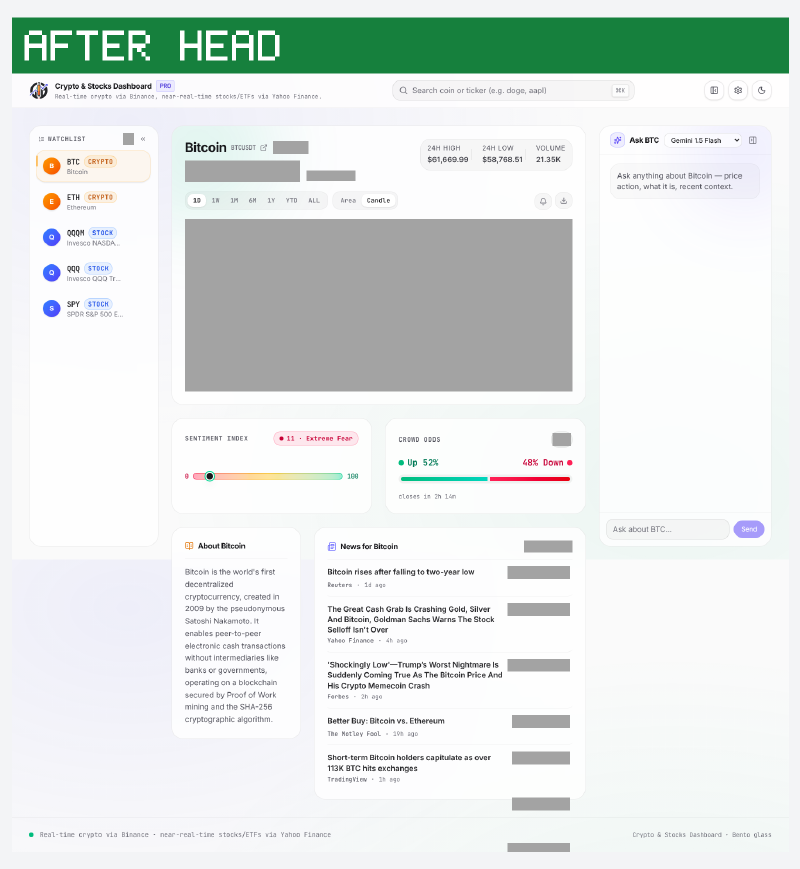 AFTER HEAD
Crypto & Stocks Dashboard PRO
Real-time crypto via Binance, near-real-time stocks/ETFs via Yahoo Finance.
Search coin or ticker (e.g. doge, aapl) ⌘K
WATCHLIST «
B BTC CRYPTO
Bitcoin
E ETH CRYPTO
Ethereum
Q QQQM STOCK
Invesco NASDA...
Q QQQ STOCK
Invesco QQQ Tr...
S SPY STOCK
SPDR S&P 500 E...
Bitcoin BTCUSDT
24H HIGH 24H LOW VOLUME
$61,669.99 $58,768.51 21.35K
1D 1W 1M 6M 1Y YTD ALL Area Candle
SENTIMENT INDEX 11 · Extreme Fear
0 100
CROWD ODDS
Up 52% 48% Down
closes in 2h 14m
About Bitcoin
Bitcoin is the world's first
decentralized
cryptocurrency, created in
2009 by the pseudonymous
Satoshi Nakamoto. It
enables peer-to-peer
electronic cash transactions
without intermediaries like
banks or governments,
operating on a blockchain
secured by Proof of Work
mining and the SHA-256
cryptographic algorithm.
News for Bitcoin
Bitcoin rises after falling to two-year low
Reuters · 1d ago
The Great Cash Grab Is Crashing Gold, Silver
And Bitcoin, Goldman Sachs Warns The Stock
Selloff Isn't Over
Yahoo Finance · 4h ago
'Shockingly Low'—Trump's Worst Nightmare Is
Suddenly Coming True As The Bitcoin Price And
His Crypto Memecoin Crash
Forbes · 2h ago
Better Buy: Bitcoin vs. Ethereum
The Motley Fool · 19h ago
Short-term Bitcoin holders capitulate as over
113K BTC hits exchanges
TradingView · 1h ago
Ask BTC Gemini 1.5 Flash
Ask anything about Bitcoin — price
action, what it is, recent context.
Ask about BTC... Send
Real-time crypto via Binance · near-real-time stocks/ETFs via Yahoo Finance
Crypto & Stocks Dashboard · Bento glass